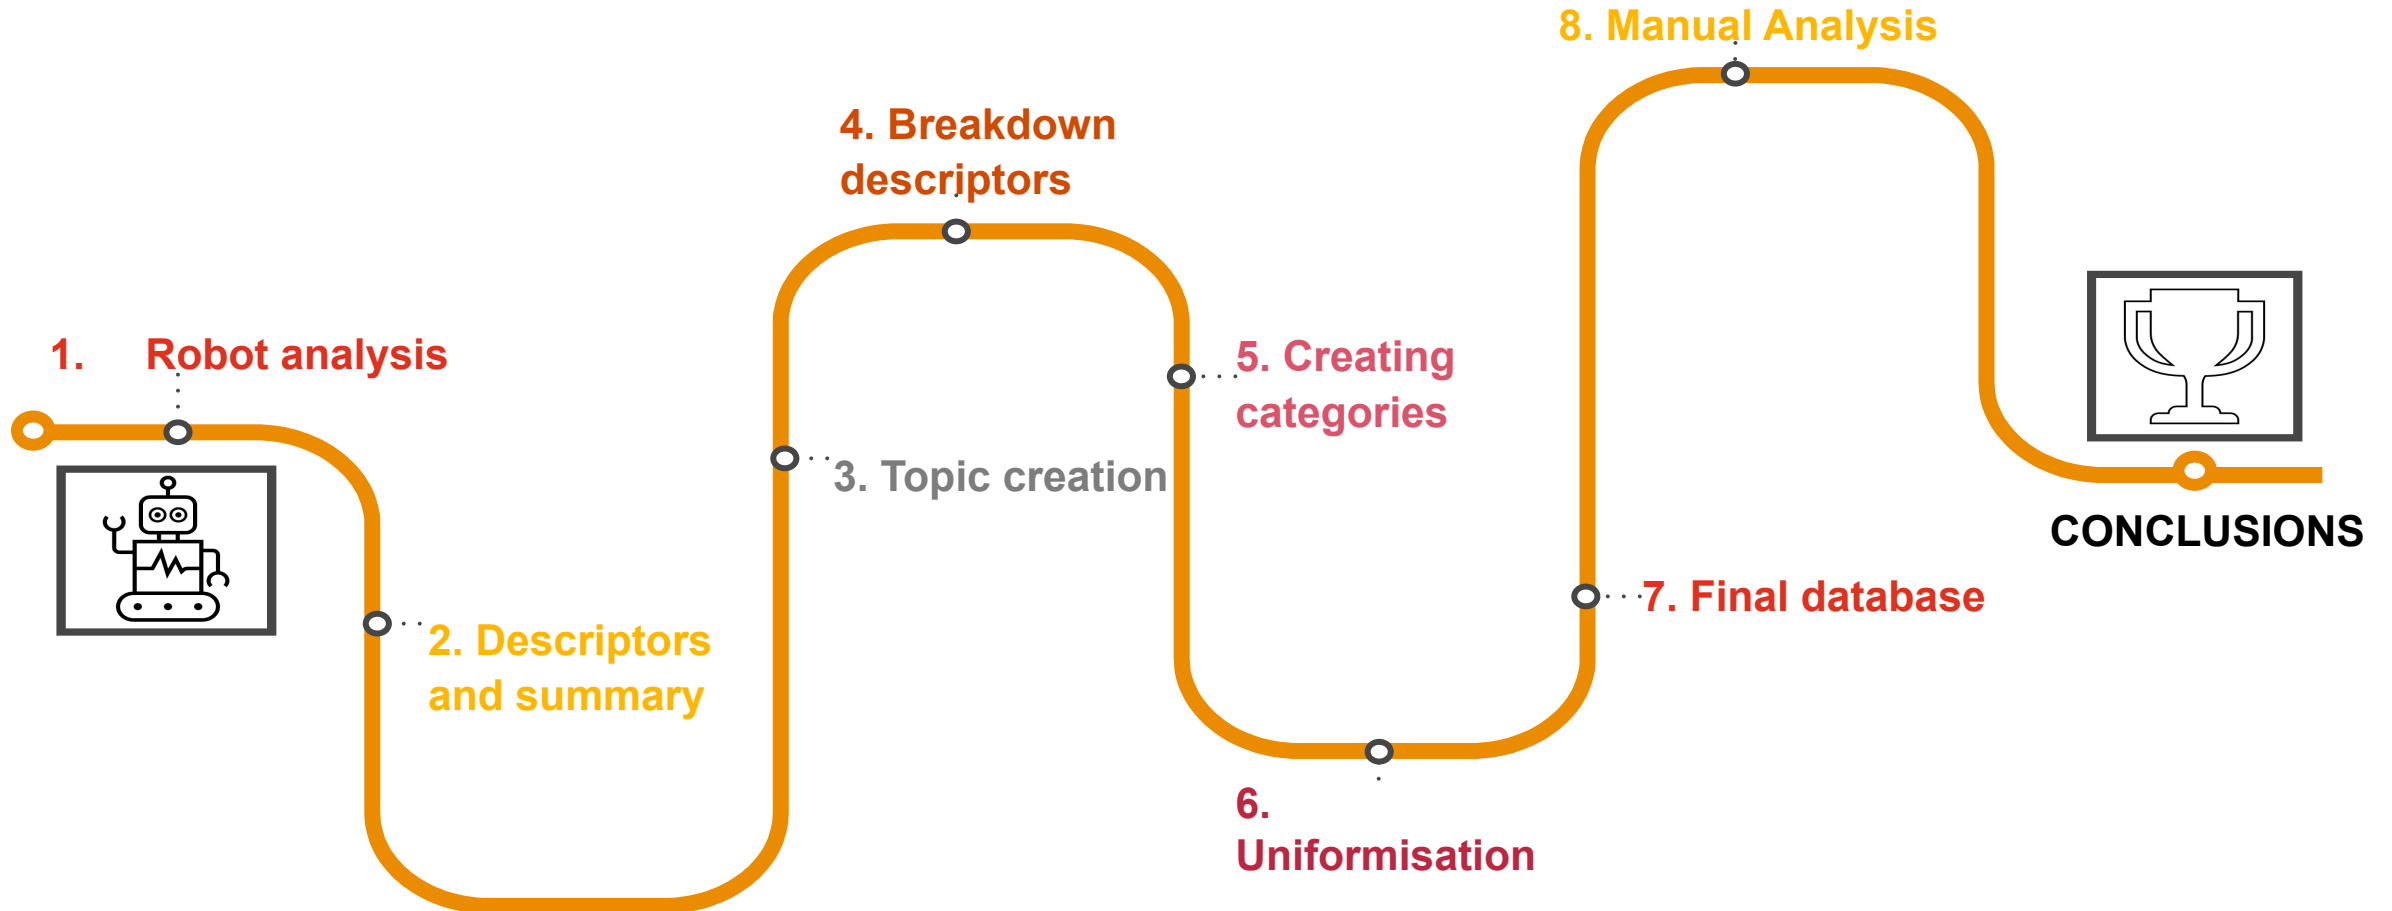 1. Robot analysis
2. Descriptors
and summary
3. Topic creation
4. Breakdown
descriptors
5. Creating
categories
6.
Uniformisation
7. Final database
8. Manual Analysis
CONCLUSIONS